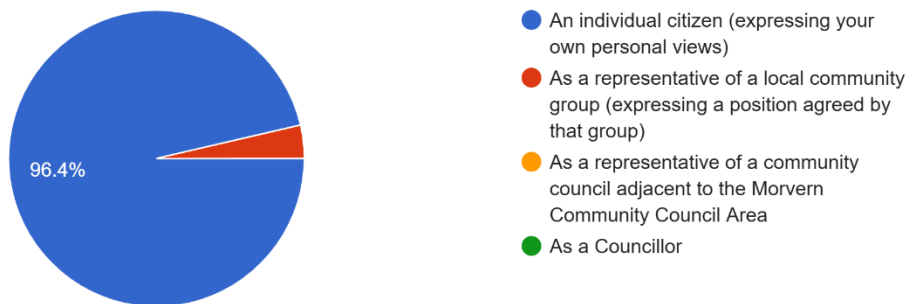 96.4%
An individual citizen (expressing your
own personal views)
As a representative of a local community
group (expressing a position agreed by
that group)
As a representative of a community
council adjacent to the Morvern
Community Council Area
As a Councillor